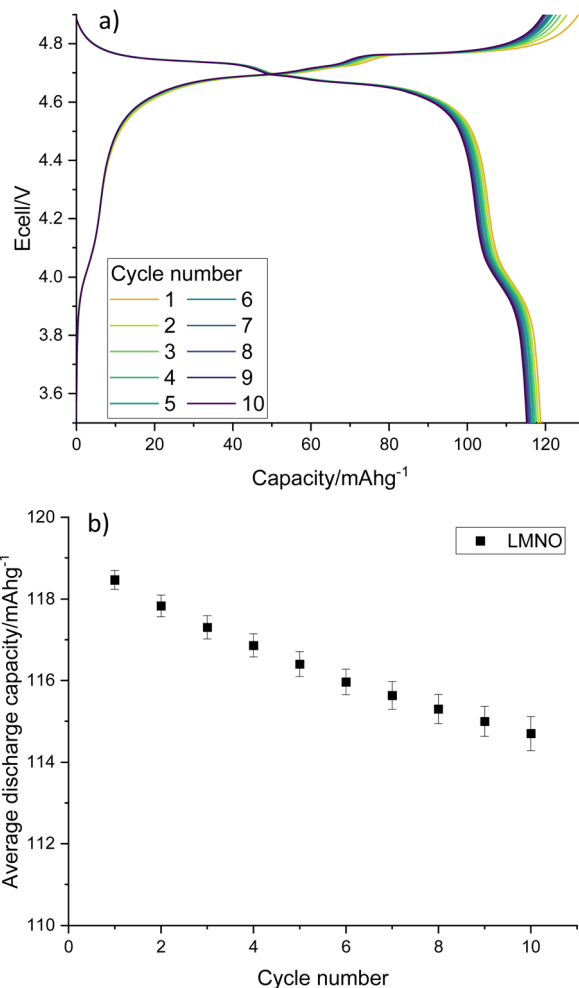 a)
4.8
4.6
4.4
4.2
4.0
3.8
3.6
Ecell/V
Cycle number
1 6
2 7
3 8
4 9
5 10
0 20 40 60 80 100 120
Capacity/mAhg⁻¹
b)
120
118
116
114
112
110
Average discharge capacity/mAhg⁻¹
LMNO
0 2 4 6 8 10
Cycle number